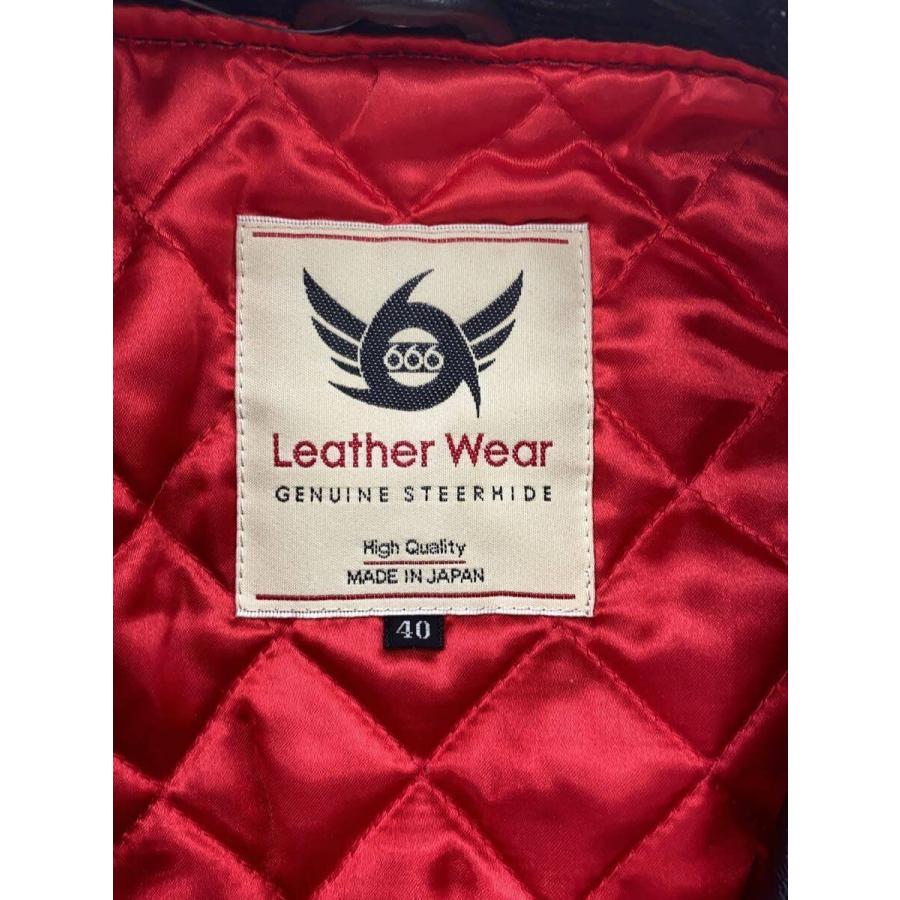 666
Leather Wear
GENUINE STEERHIDE
High Quality
MADE IN JAPAN
40